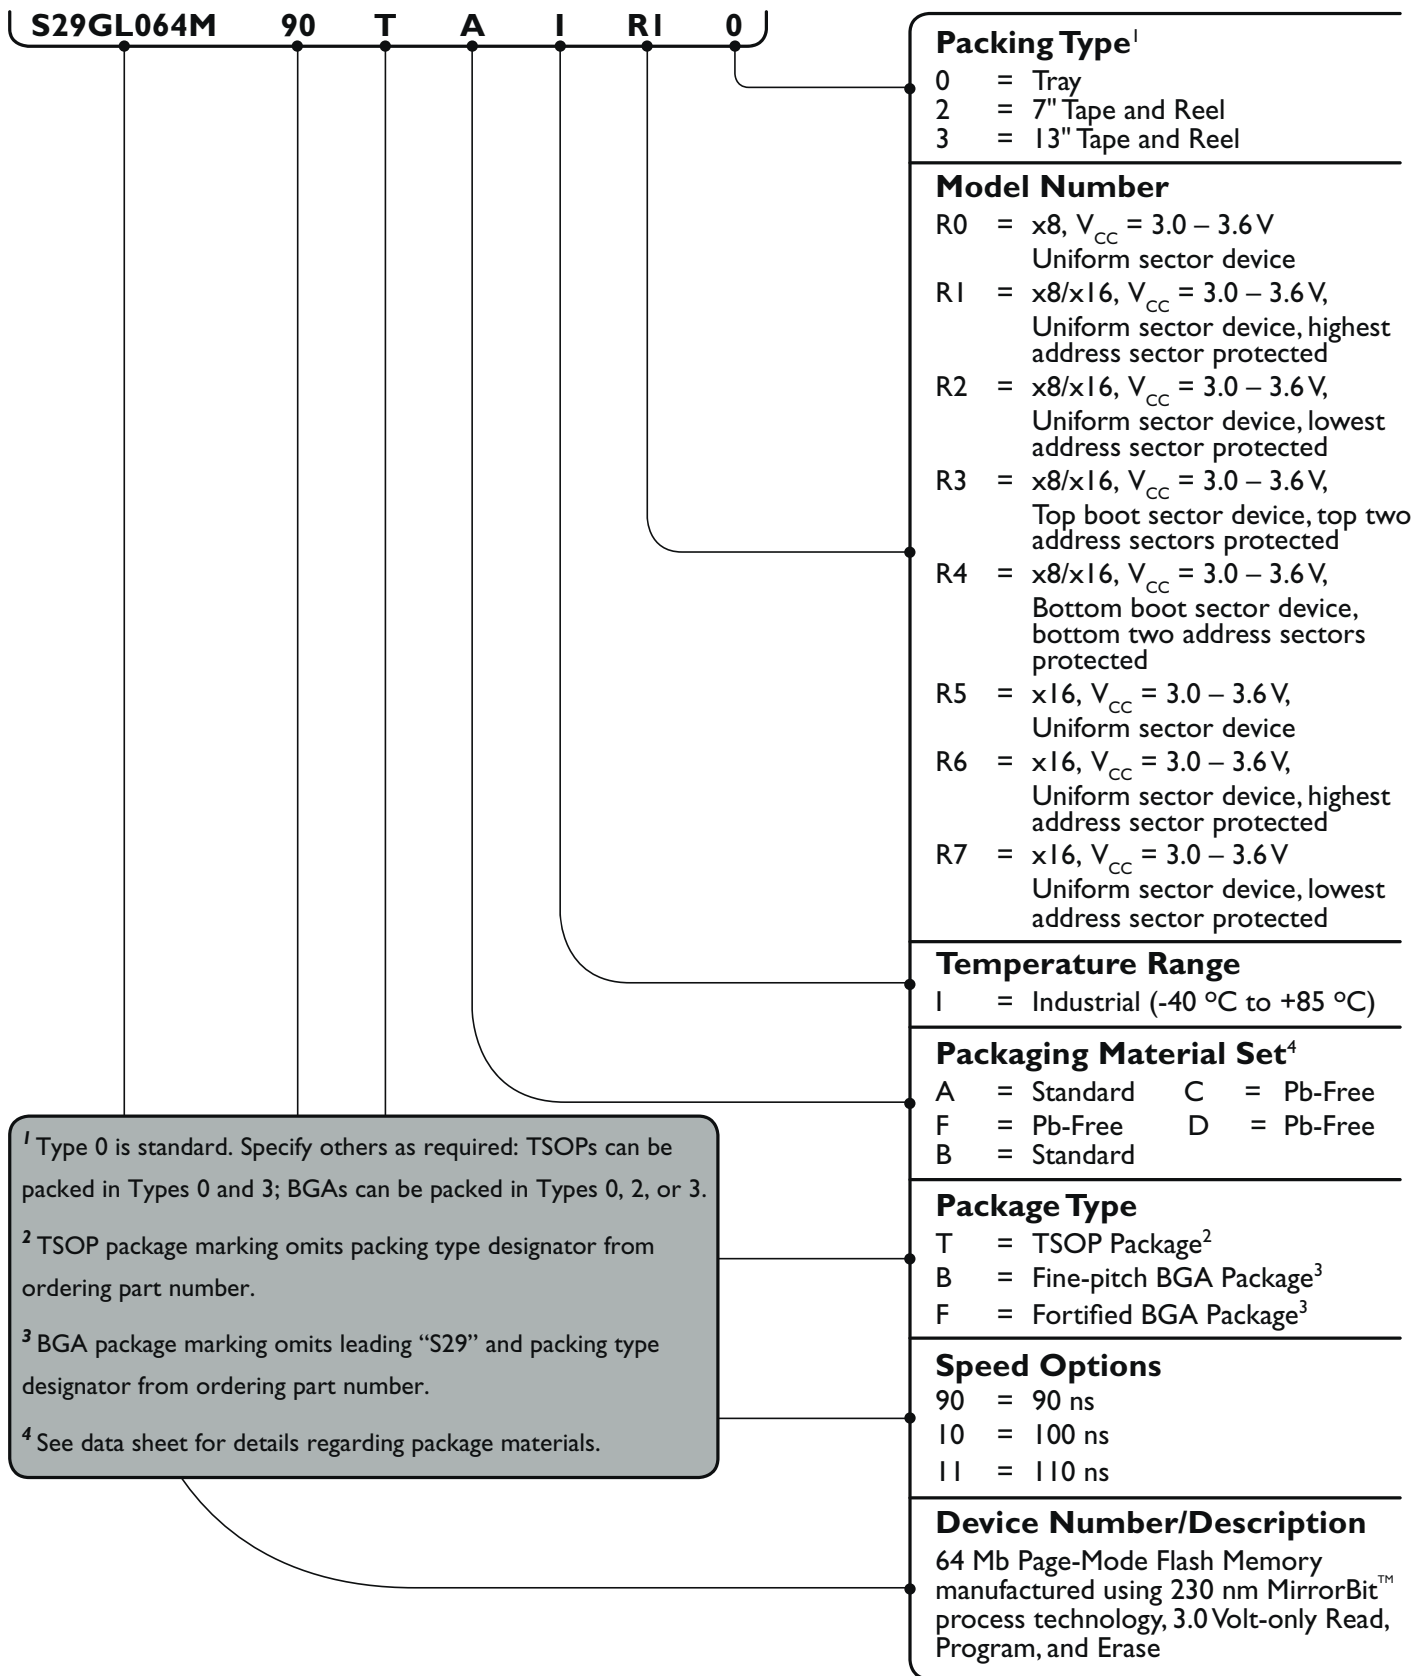 S29GL064M 90 T A I R1 0
Packing Type¹
0 = Tray
2 = 7" Tape and Reel
3 = 13" Tape and Reel
Model Number
R0 = x8, VCC = 3.0 – 3.6 V
Uniform sector device
R1 = x8/x16, VCC = 3.0 – 3.6 V,
Uniform sector device, highest
address sector protected
R2 = x8/x16, VCC = 3.0 – 3.6 V,
Uniform sector device, lowest
address sector protected
R3 = x8/x16, VCC = 3.0 – 3.6 V,
Top boot sector device, top two
address sectors protected
R4 = x8/x16, VCC = 3.0 – 3.6 V,
Bottom boot sector device,
bottom two address sectors
protected
R5 = x16, VCC = 3.0 – 3.6 V,
Uniform sector device
R6 = x16, VCC = 3.0 – 3.6 V,
Uniform sector device, highest
address sector protected
R7 = x16, VCC = 3.0 – 3.6 V
Uniform sector device, lowest
address sector protected
Temperature Range
I = Industrial (-40 °C to +85 °C)
Packaging Material Set⁴
A = Standard C = Pb-Free
F = Pb-Free D = Pb-Free
B = Standard
Package Type
T = TSOP Package²
B = Fine-pitch BGA Package³
F = Fortified BGA Package³
Speed Options
90 = 90 ns
10 = 100 ns
11 = 110 ns
Device Number/Description
64 Mb Page-Mode Flash Memory
manufactured using 230 nm MirrorBit™
process technology, 3.0 Volt-only Read,
Program, and Erase
¹ Type 0 is standard. Specify others as required: TSOPs can be
packed in Types 0 and 3; BGAs can be packed in Types 0, 2, or 3.
² TSOP package marking omits packing type designator from
ordering part number.
³ BGA package marking omits leading “S29” and packing type
designator from ordering part number.
⁴ See data sheet for details regarding package materials.